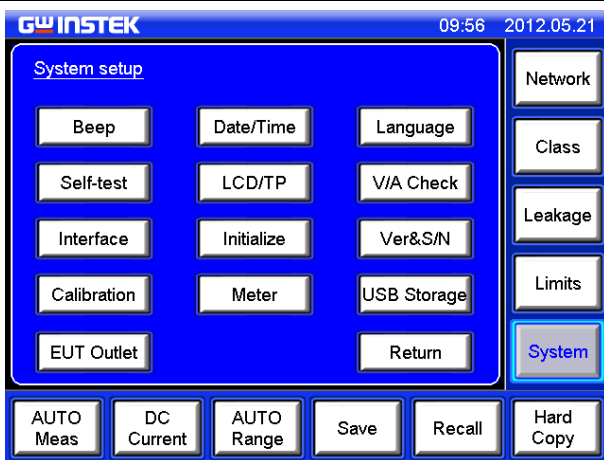 GWINSTEK 09:56 2012.05.21
System setup
Beep Date/Time Language
Self-test LCD/TP V/A Check
Interface Initialize Ver&S/N
Calibration Meter USB Storage
EUT Outlet Return
Network
Class
Leakage
Limits
System
AUTO
Meas
DC
Current
AUTO
Range
Save
Recall
Hard
Copy